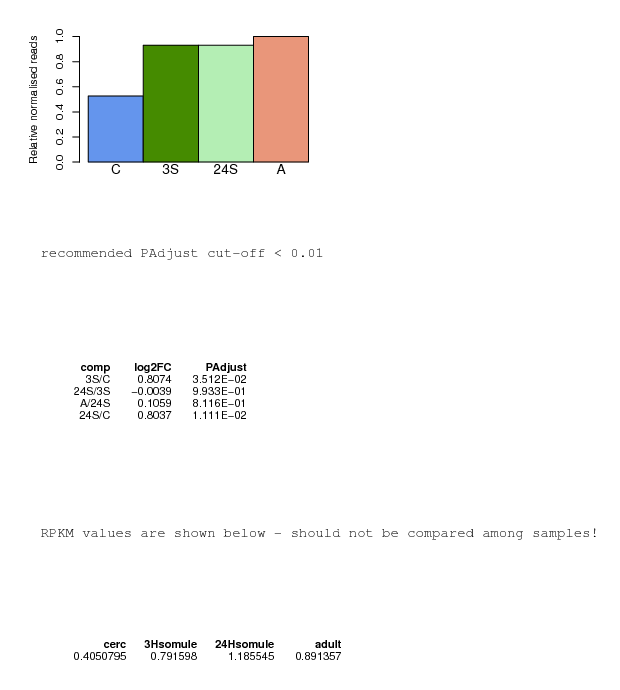 Relative normalised reads
1.0
0.8
0.6
0.4
0.2
0.0
C 3S 24S A
recommended PAdjust cut-off < 0.01
comp log2FC PAdjust
3S/C 0.8074 3.512E-02
24S/3S -0.0039 9.933E-01
A/24S 0.1059 8.116E-01
24S/C 0.8037 1.111E-02
RPKM values are shown below - should not be compared among samples!
cerc 3Hsomule 24Hsomule adult
0.4050795 0.791598 1.185545 0.891357